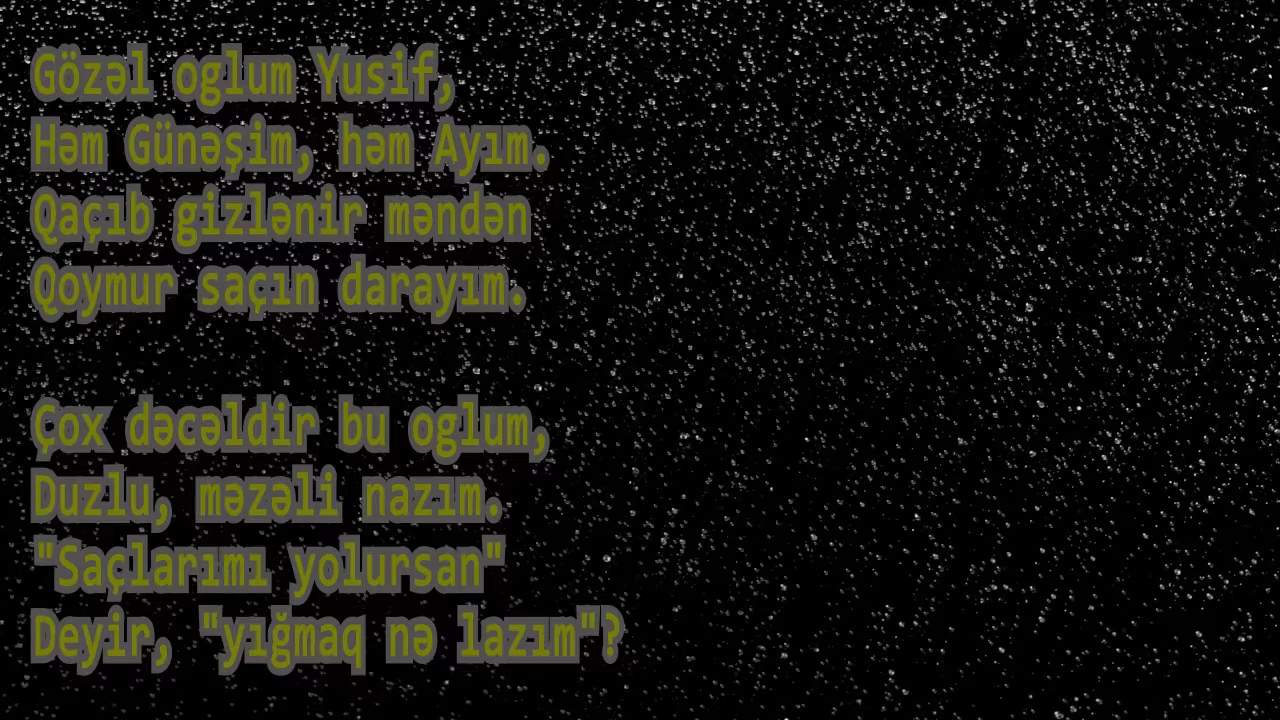 Gözəl oglum Yusif,
Həm Günəşim, həm Ayım.
Qaçıb gizlənir məndən
Qoymur saçın darayım.
Çox dəcəldir bu oglum,
Duzlu, məzəli nazım.
"Saçlarımı yolursan"
Deyir, "yığmaq nə lazım"?